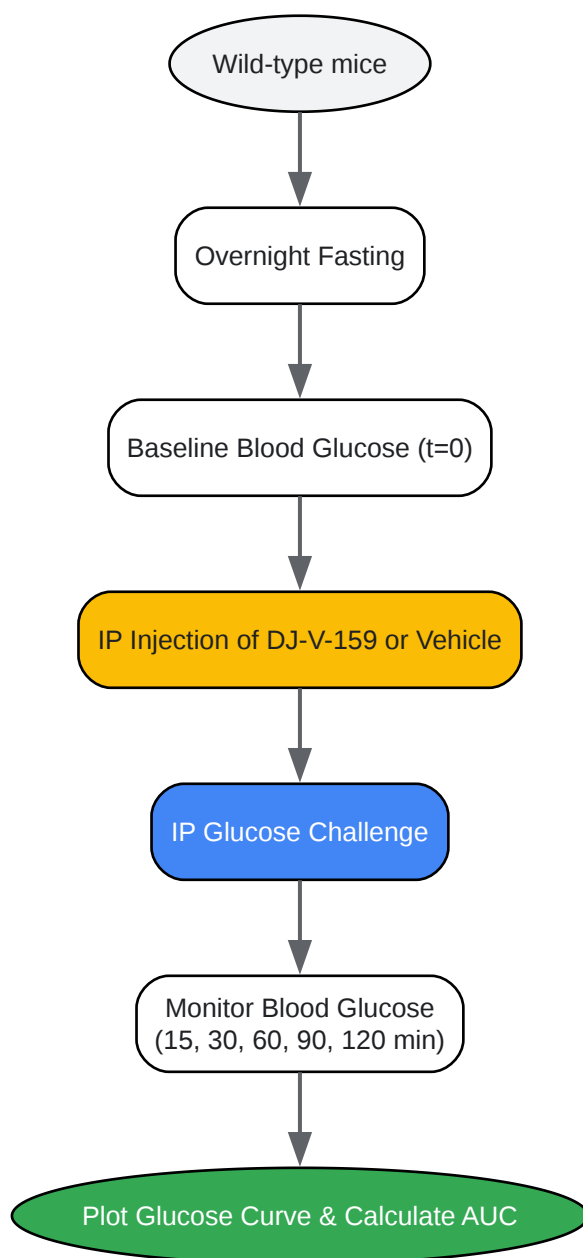 Wild-type mice
Overnight Fasting
Baseline Blood Glucose (t=0)
IP Injection of DJ-V-159 or Vehicle
IP Glucose Challenge
Monitor Blood Glucose
(15, 30, 60, 90, 120 min)
Plot Glucose Curve & Calculate AUC